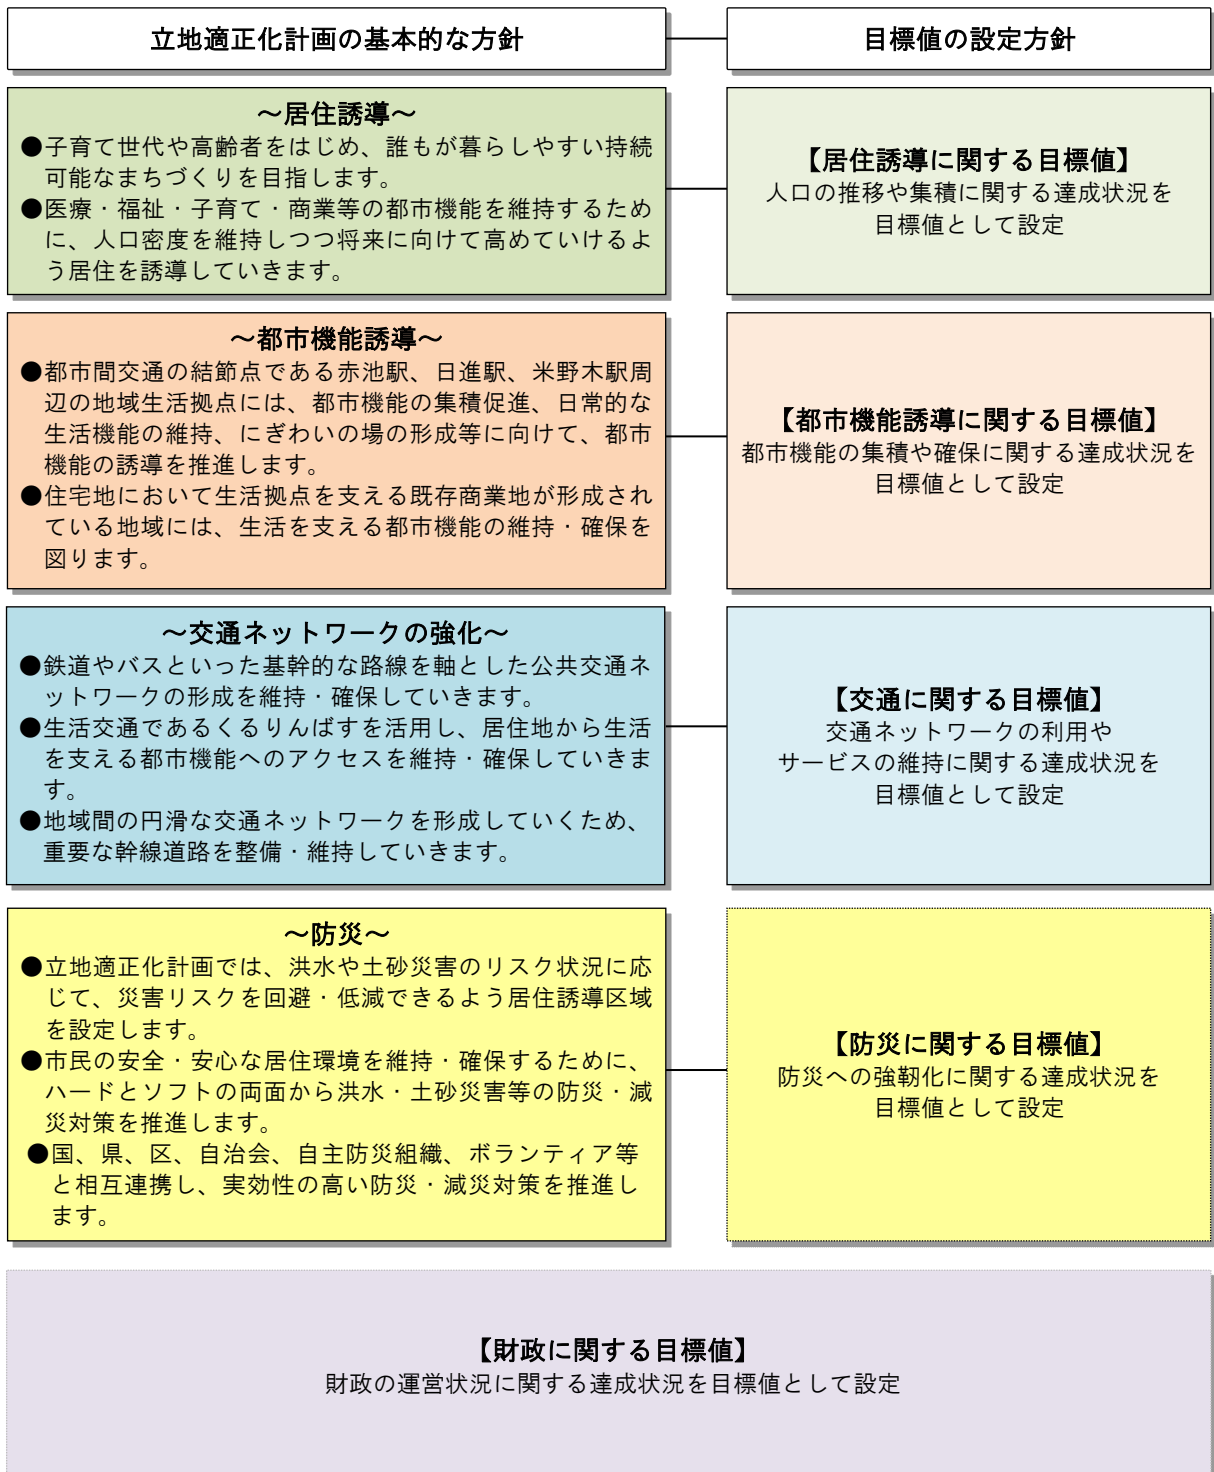 立地適正化計画の基本的な方針
目標値の設定方針
～居住誘導～
●子育て世代や高齢者をはじめ、誰もが暮らしやすい持続
可能なまちづくりを目指します。
●医療・福祉・子育て・商業等の都市機能を維持するため
に、人口密度を維持しつつ将来に向けて高めていけるよ
う居住を誘導していきます。
【居住誘導に関する目標値】
人口の推移や集積に関する達成状況を
目標値として設定
～都市機能誘導～
●都市間交通の結節点である赤池駅、日進駅、米野木駅周
辺の地域生活拠点には、都市機能の集積促進、日常的な
生活機能の維持、にぎわいの場の形成等に向けて、都市
機能の誘導を推進します。
●住宅地において生活拠点を支える既存商業地が形成され
ている地域には、生活を支える都市機能の維持・確保を
図ります。
【都市機能誘導に関する目標値】
都市機能の集積や確保に関する達成状況を
目標値として設定
～交通ネットワークの強化～
●鉄道やバスといった基幹的な路線を軸とした公共交通ネ
ットワークの形成を維持・確保していきます。
●生活交通であるくるりんばすを活用し、居住地から生活
を支える都市機能へのアクセスを維持・確保していきま
す。
●地域間の円滑な交通ネットワークを形成していくため、
重要な幹線道路を整備・維持していきます。
【交通に関する目標値】
交通ネットワークの利用や
サービスの維持に関する達成状況を
目標値として設定
～防災～
●立地適正化計画では、洪水や土砂災害のリスク状況に応
じて、災害リスクを回避・低減できるよう居住誘導区域
を設定します。
●市民の安全・安心な居住環境を維持・確保するために、
ハードとソフトの両面から洪水・土砂災害等の防災・減
災対策を推進します。
●国、県、区、自治会、自主防災組織、ボランティア等
と相互連携し、実効性の高い防災・減災対策を推進し
ます。
【防災に関する目標値】
防災への強靭化に関する達成状況を
目標値として設定
【財政に関する目標値】
財政の運営状況に関する達成状況を目標値として設定